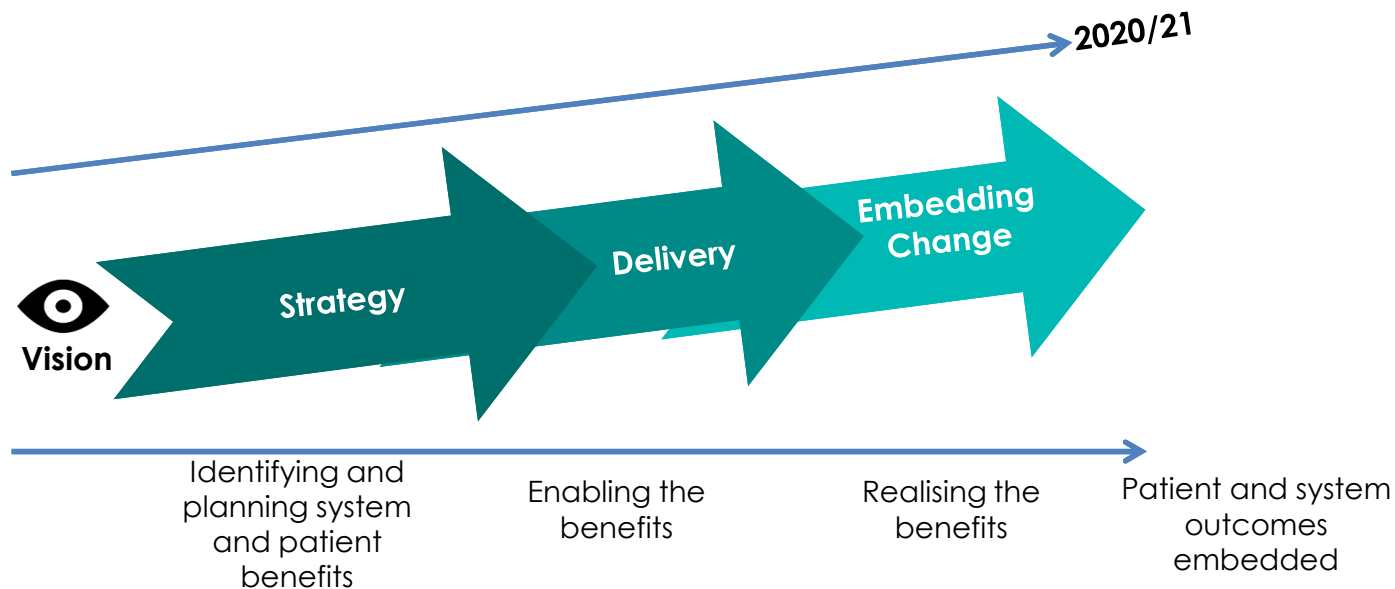 2020/21
Embedding
Change
Delivery
Strategy
Vision
Identifying and
planning system
and patient
benefits
Enabling the
benefits
Realising the
benefits
Patient and system
outcomes
embedded